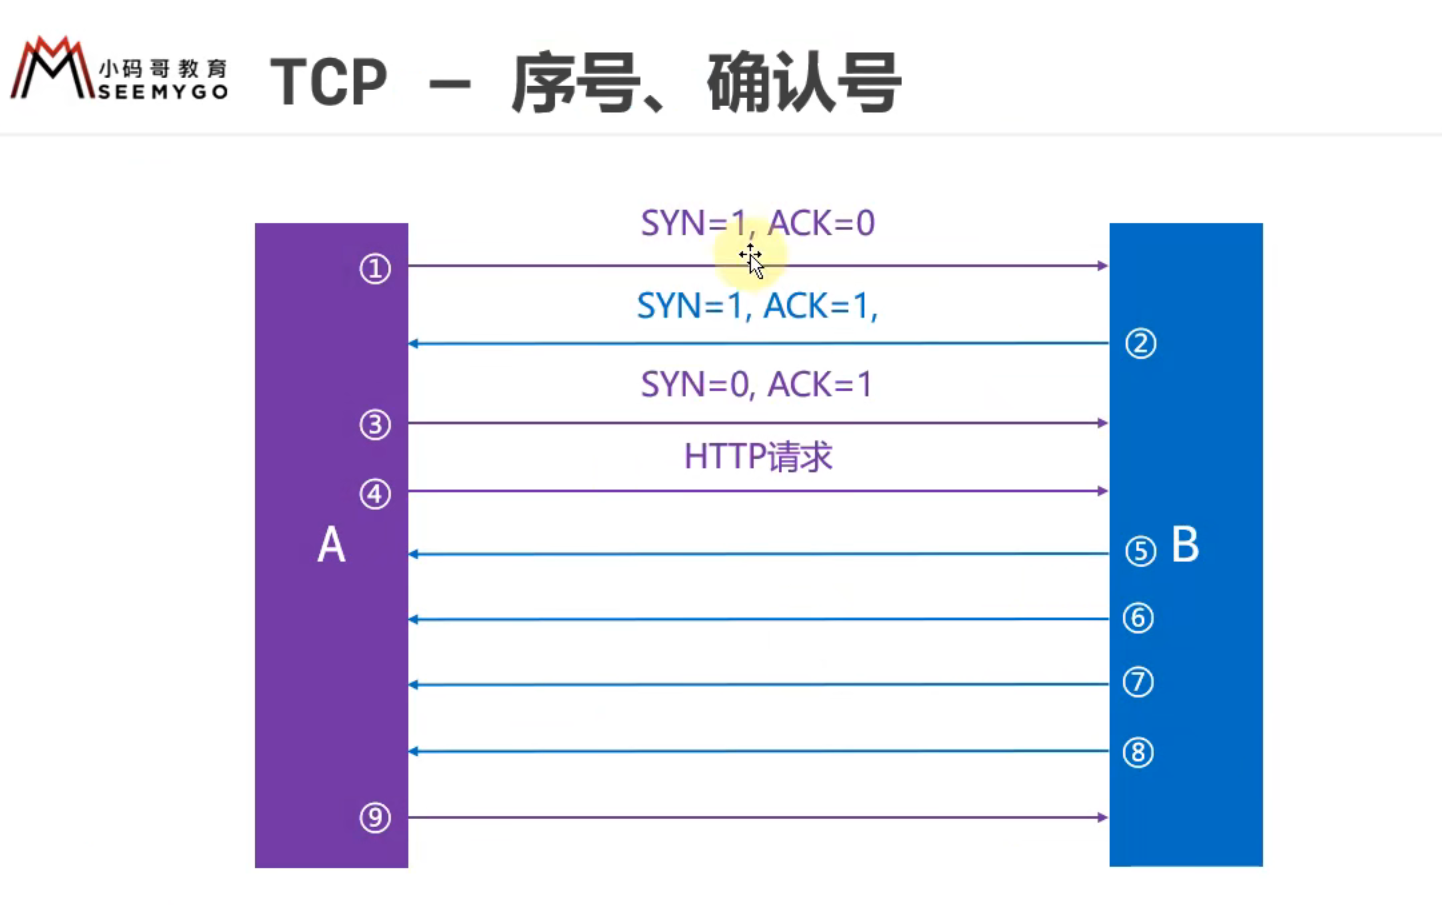 小码哥教育
SEEMYGO
TCP - 序号、确认号
SYN=1, ACK=0
①
SYN=1, ACK=1,
②
SYN=0, ACK=1
③
HTTP请求
④
A
⑤ B
⑥
⑦
⑧
⑨